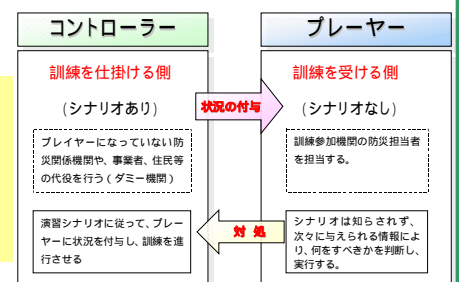 コントローラー
プレーヤー
訓練を仕掛ける側
訓練を受ける側
(シナリオあり)
状況の付与
(シナリオなし)
プレイヤーになっていない防
災関係機関や、事業者、住民等
の代役を行う(ダミー機関)
訓練参加機関の防災担当者
を担当する。
演習シナリオに従って、プレー
ヤーに状況を付与し、訓練を進
行させる
対 処
シナリオは知らされず、
次々に与えられる情報によ
り、何をすべきかを判断し、
実行する。